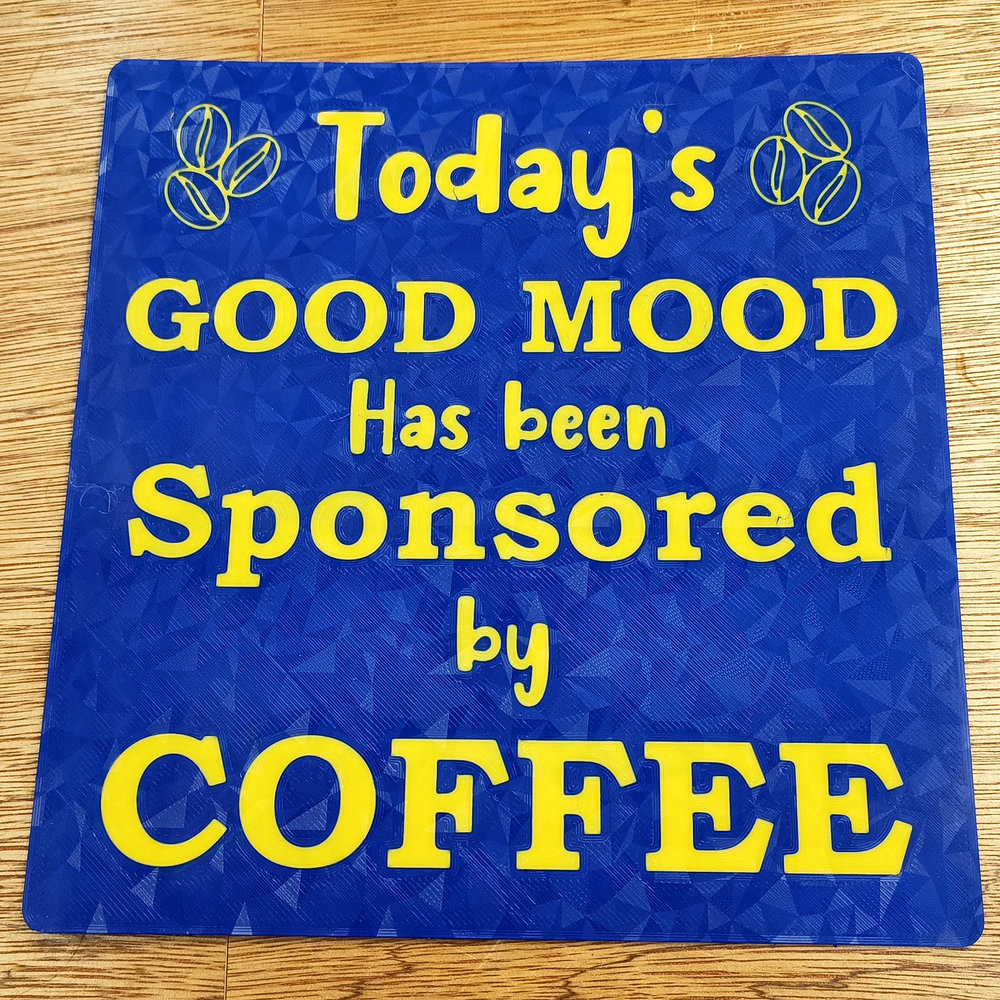 Today's
GOOD MOOD
Has been
Sponsored
by
COFFEE